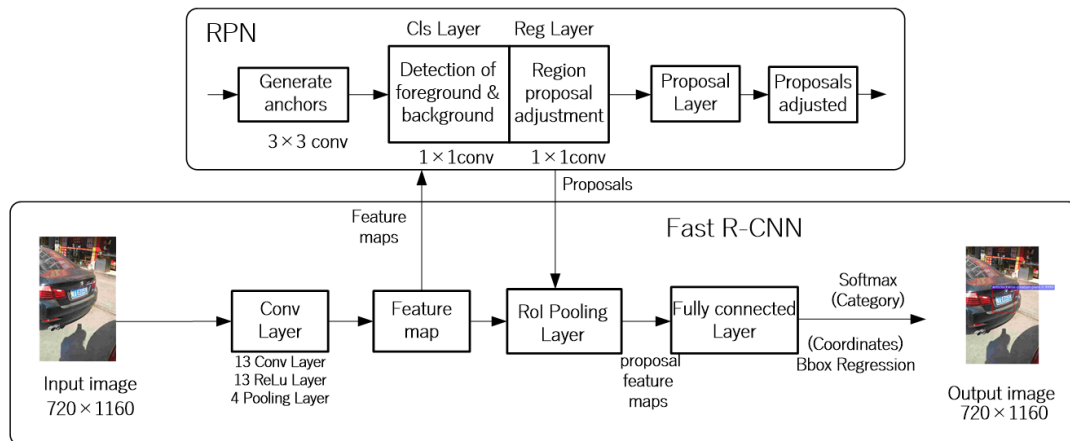 RPN
Cls Layer
Reg Layer
Generate
anchors
3×3 conv
Detection of
foreground &
background
1×1conv
Region
proposal
adjustment
1×1conv
Proposal
Layer
Proposals
adjusted
Feature
maps
Proposals
Fast R-CNN
Input image
720×1160
Conv
Layer
13 Conv Layer
13 ReLu Layer
4 Pooling Layer
Feature
map
RoI Pooling
Layer
proposal
feature
maps
Fully connected
Layer
Softmax
(Category)
(Coordinates)
Bbox Regression
Output image
720×1160